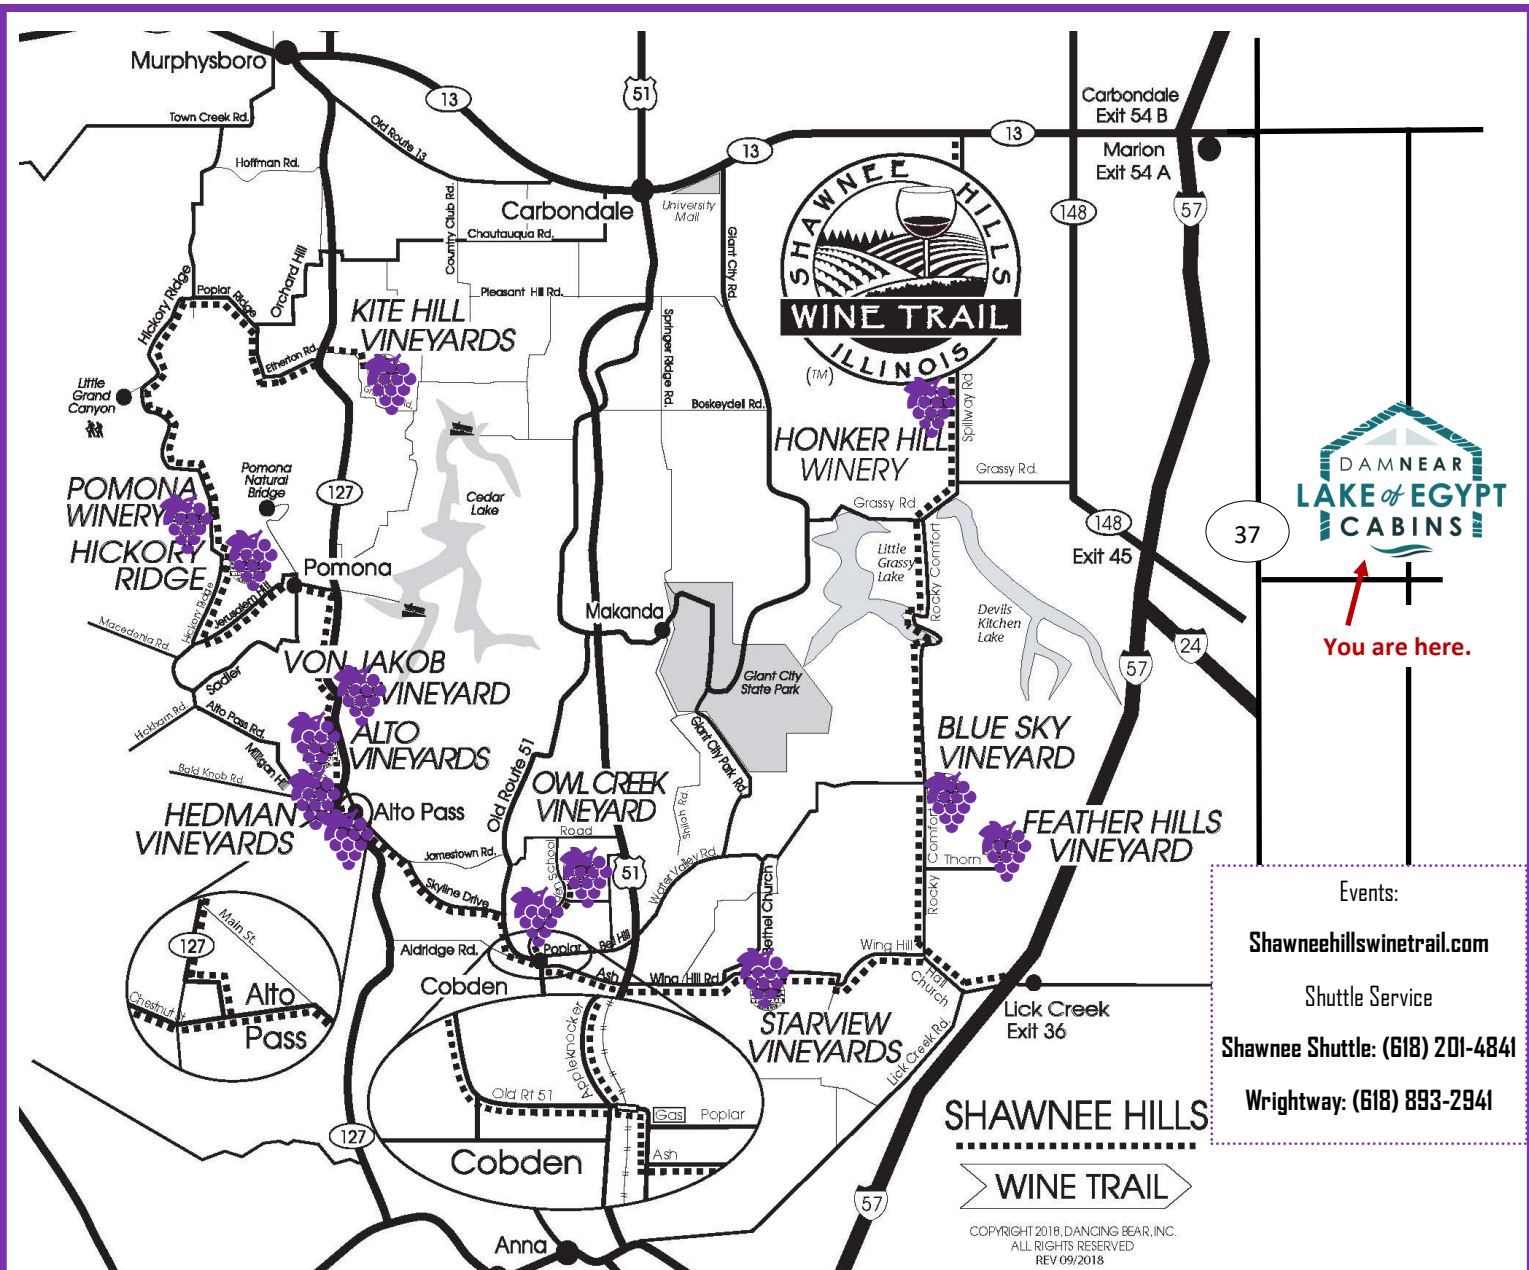 Murphysboro
Town Creek Rd.
Hoffman Rd.
13
Old Route 13
51
13
13
Carbondale
Exit 54 B
Marion
Exit 54 A
148
57
Carbondale
University
Mall
Country Club Rd.
Chautauqua Rd.
Giant City Rd.
SHAWNEE HILLS
WINE TRAIL
ILLINOIS
(TM)
Hickory Ridge
Poplar Ridge
Orchard Hill
Pleasant Hill Rd.
KITE HILL
VINEYARDS
Etherton Rd.
Springer Ridge Rd.
Boskeydell Rd.
Little
Grand
Canyon
Spillway Rd
HONKER HILL
WINERY
Grassy Rd.
Grassy Rd.
DAMNEAR
LAKE of EGYPT
CABINS
37
You are here.
Pomona
Natural
Bridge
127
Cedar
Lake
POMONA
WINERY
HICKORY
RIDGE
Pomona
148
Exit 45
Little
Grassy
Lake
Rocky Comfort
Devils
Kitchen
Lake
Hickory Ridge
Jerusalem Hill
Macedonia Rd.
Makanda
24
57
Giant City
State Park
Sadler
VON JAKOB
VINEYARD
Hickham Rd.
Alto Pass Rd.
ALTO
VINEYARDS
Bald Knob Rd.
Old Route 51
Giant City Park Rd.
BLUE SKY
VINEYARD
OWL CREEK
VINEYARD
HEDMAN
VINEYARDS
Alto Pass
Jamestown Rd.
Skyline Drive
Road
School
51
Shiloh Rd.
Water Valley Rd
Bethel Church
Rocky Comfort
Thorn
FEATHER HILLS
VINEYARD
Events:
Shawneehillswinetrail.com
Shuttle Service
Shawnee Shuttle: (618) 201-4841
Wrightway: (618) 893-2941
Aldridge Rd.
Poplar
Bell Hill
Cobden
Ash
Wing Hill Rd
Wing Hill
Hall
Church
Lick Creek
Exit 36
Lick Creek Rd.
STARVIEW
VINEYARDS
127
Main St.
Chestnut St
Alto
Pass
Appleknocker
Old Rt 51
Gas
Poplar
Ash
Cobden
127
Anna
57
SHAWNEE HILLS
WINE TRAIL
COPYRIGHT 2018, DANCING BEAR, INC.
ALL RIGHTS RESERVED
REV 09/2018